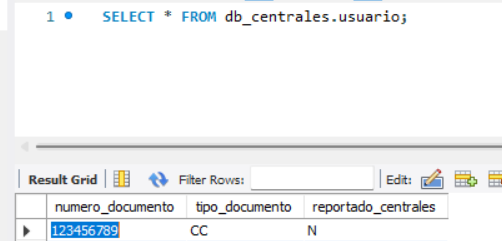 1 SELECT * FROM db_centrales.usuario;
Result Grid Filter Rows: Edit:
numero_documento tipo_documento reportado_centrales
123456789 CC N